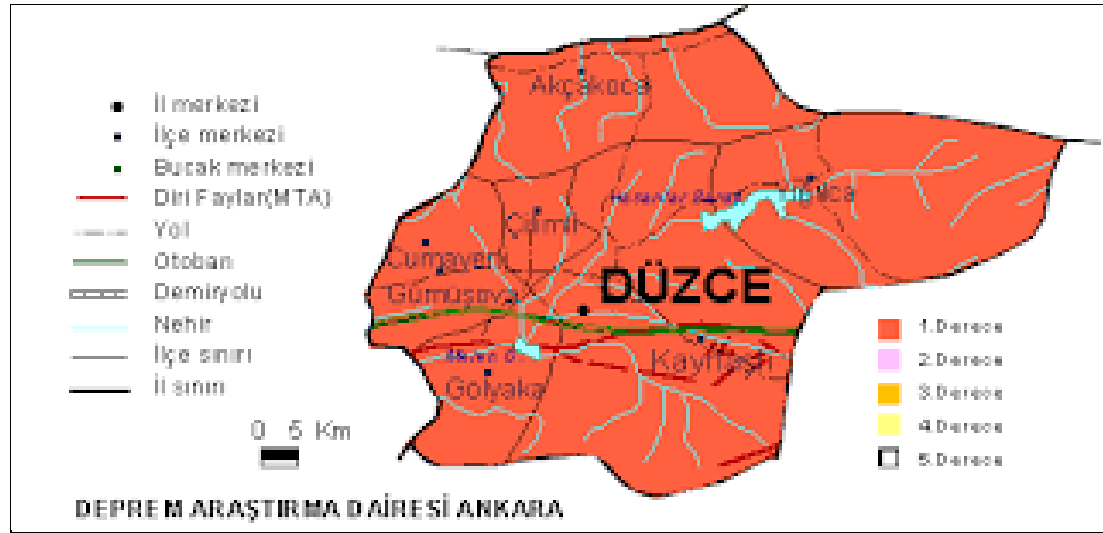 İl merkezi
İlçe merkezi
Bucak merkezi
Diri Faylar(MTA)
Yol
Otoban
Demiryolu
Nehir
İlçe sınırı
İl sınırı
0 5 Km
DEPREM ARAŞTIRMA DAİRESİ ANKARA
Akçakoca
Yığılca
Çilimli
Cumayeri
Gümüşova
DÜZCE
Kaynaşlı
Gölyaka
1.Derece
2.Derece
3.Derece
4.Derece
5.Derece